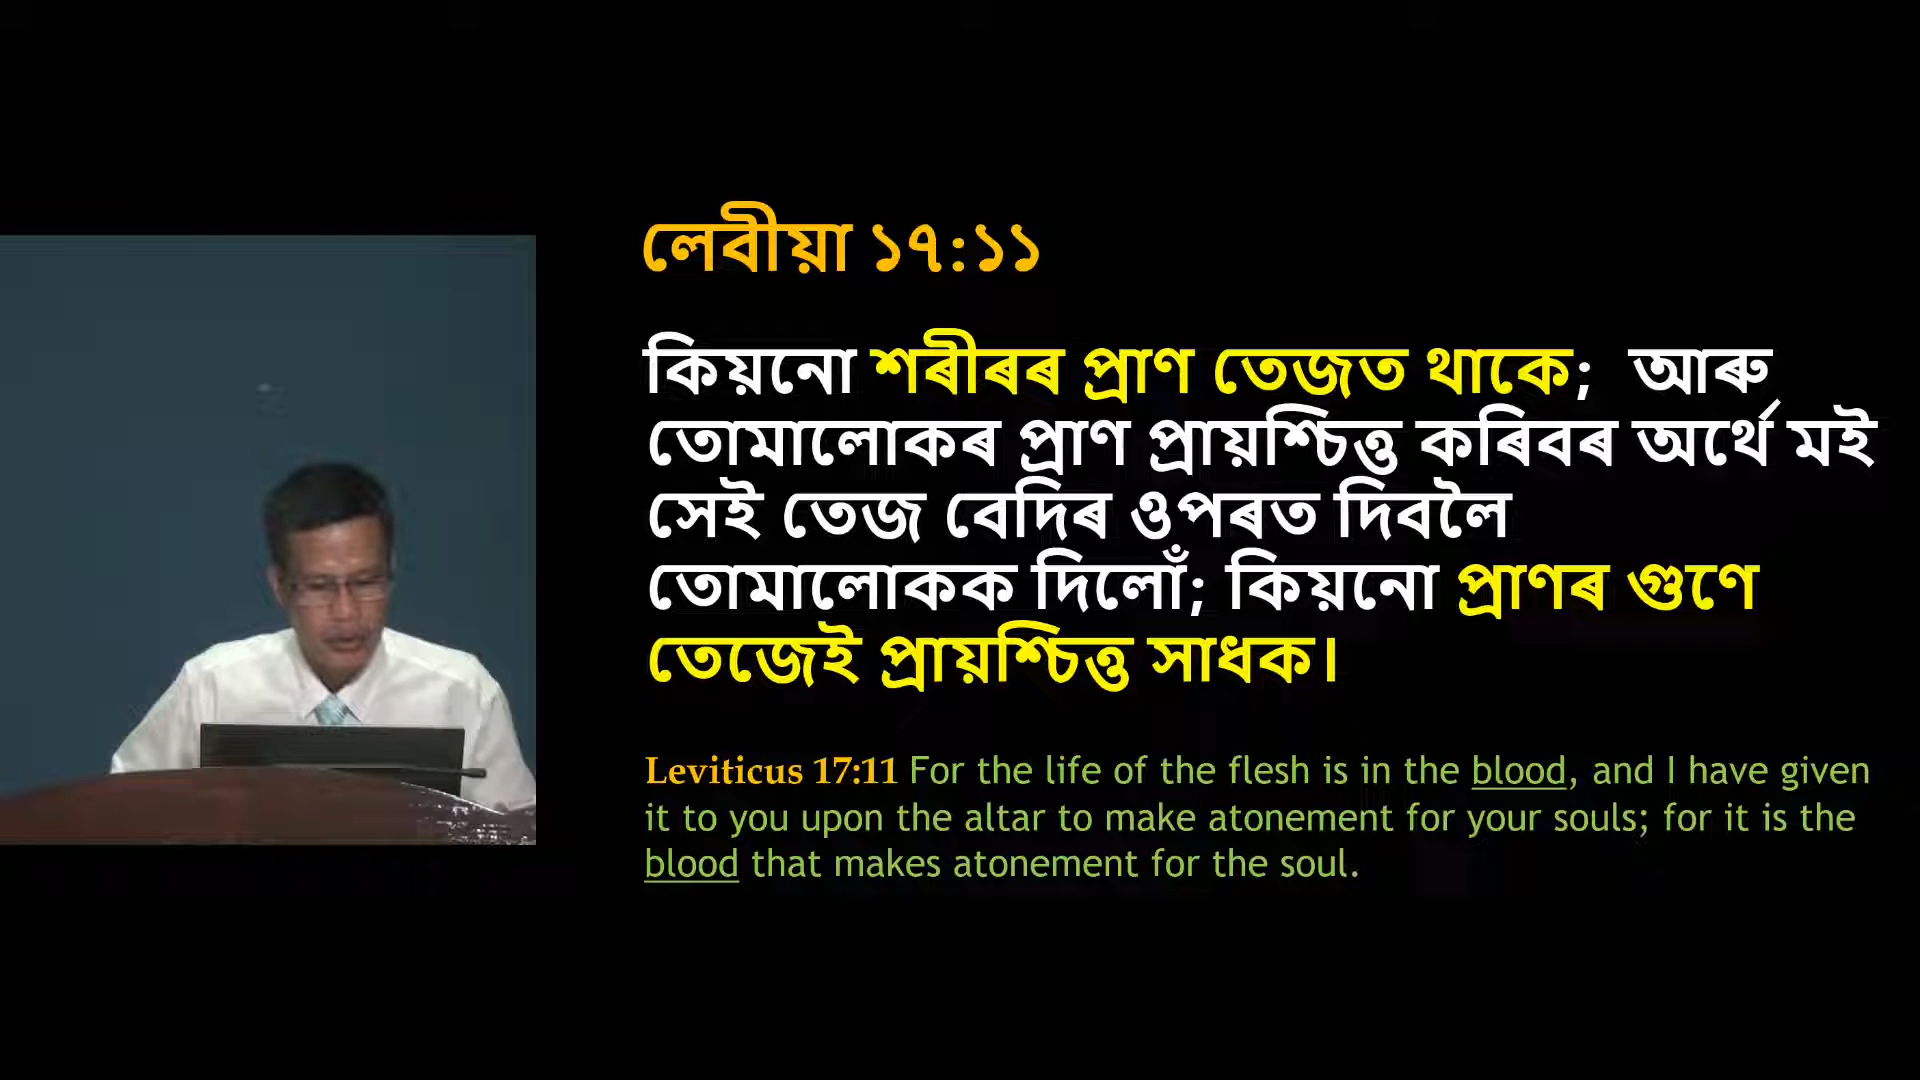 লেবীয়া ১৭:১১
কিয়নো শৰীৰৰ প্ৰাণ তেজত থাকে; আৰু
তোমালোকৰ প্ৰাণ প্ৰায়শ্চিত্ত কৰিবৰ অৰ্থে মই
সেই তেজ বেদিৰ ওপৰত দিবলৈ
তোমালোকক দিলোঁ; কিয়নো প্ৰাণৰ গুণে
তেজেই প্ৰায়শ্চিত্ত সাধক।
Leviticus 17:11 For the life of the flesh is in the blood, and I have given
it to you upon the altar to make atonement for your souls; for it is the
blood that makes atonement for the soul.